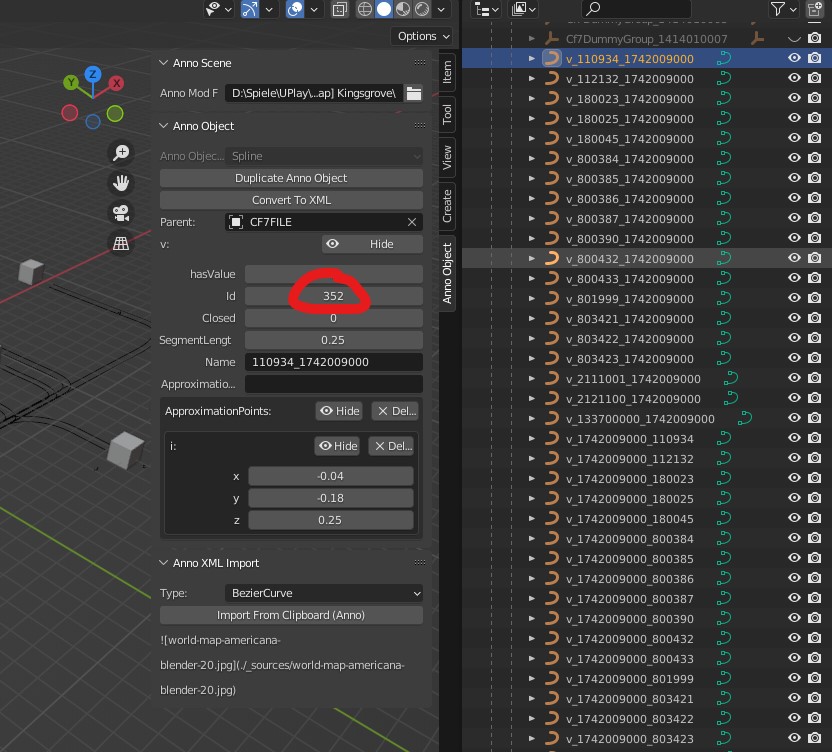 Options
Anno Scene
Anno Mod F D:\Spiele\UPlay\...ap] Kingsgrove\
Anno Object
Anno Objec... Spline
Duplicate Anno Object
Convert To XML
Parent: CF7FILE
v: Hide
hasValue
Id 352
Closed 0
SegmentLengt 0.25
Name 110934_1742009000
Approximatio...
ApproximationPoints: Hide Del...
i: Hide Del...
x -0.04
y -0.18
z 0.25
Anno XML Import
Type: BezierCurve
Import From Clipboard (Anno)
![world-map-americana-
blender-20.jpg](./_sources/world-map-americana-
blender-20.jpg)
Z
Y
X
Item
Tool
View
Create
Anno Object
Cf7DummyGroup_1414010007
v_110934_1742009000
v_112132_1742009000
v_180023_1742009000
v_180025_1742009000
v_180045_1742009000
v_800384_1742009000
v_800385_1742009000
v_800386_1742009000
v_800387_1742009000
v_800390_1742009000
v_800432_1742009000
v_800433_1742009000
v_801999_1742009000
v_803421_1742009000
v_803422_1742009000
v_803423_1742009000
v_2111001_1742009000
v_2121100_1742009000
v_133700000_1742009000
v_1742009000_110934
v_1742009000_112132
v_1742009000_180023
v_1742009000_180025
v_1742009000_180045
v_1742009000_800384
v_1742009000_800385
v_1742009000_800386
v_1742009000_800387
v_1742009000_800390
v_1742009000_800432
v_1742009000_800433
v_1742009000_801999
v_1742009000_803421
v_1742009000_803422
v_1742009000_803423